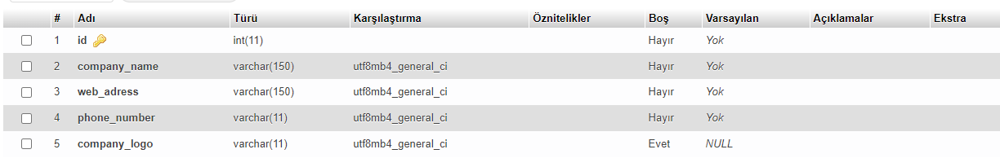 # Adı Türü Karşılaştırma Öznitelikler Boş Varsayılan Açıklamalar Ekstra
1 id int(11) Hayır Yok
2 company_name varchar(150) utf8mb4_general_ci Hayır Yok
3 web_adress varchar(150) utf8mb4_general_ci Hayır Yok
4 phone_number varchar(11) utf8mb4_general_ci Hayır Yok
5 company_logo varchar(11) utf8mb4_general_ci Evet NULL